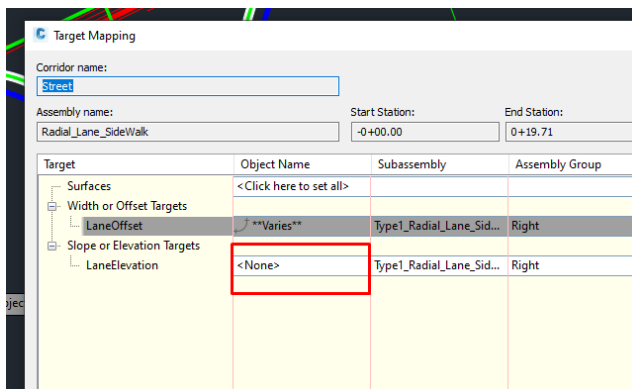 C Target Mapping
Corridor name:
Street
Assembly name: Start Station: End Station:
Radial_Lane_SideWalk -0+00.00 0+19.71
Target Object Name Subassembly Assembly Group
Surfaces <Click here to set all>
Width or Offset Targets
LaneOffset **Varies** Type1_Radial_Lane_Sid... Right
Slope or Elevation Targets
LaneElevation <None> Type1_Radial_Lane_Sid... Right
bjec